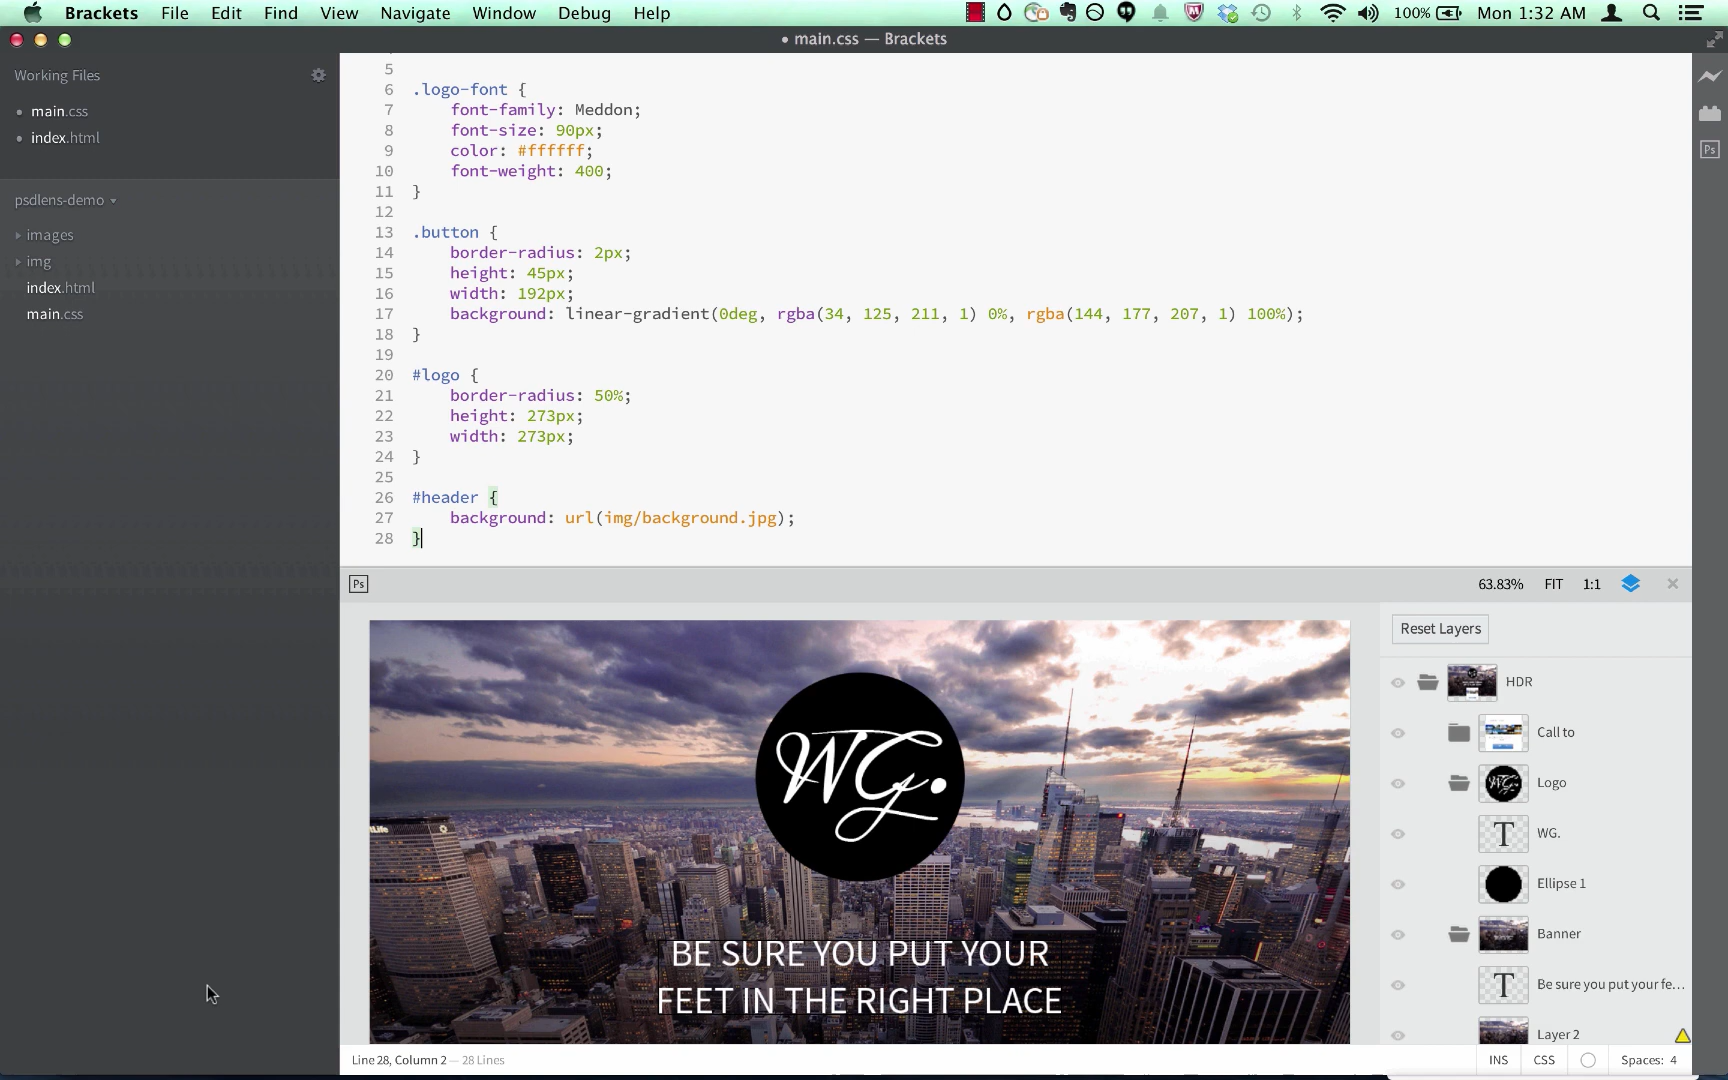 Brackets File Edit Find View Navigate Window Debug Help 100% Mon 1:32 AM
• main.css — Brackets
Working Files
• main.css
• index.html
psdlens-demo
images
img
index.html
main.css
5
6 .logo-font {
7 font-family: Meddon;
8 font-size: 90px;
9 color: #ffffff;
10 font-weight: 400;
11 }
12
13 .button {
14 border-radius: 2px;
15 height: 45px;
16 width: 192px;
17 background: linear-gradient(0deg, rgba(34, 125, 211, 1) 0%, rgba(144, 177, 207, 1) 100%);
18 }
19
20 #logo {
21 border-radius: 50%;
22 height: 273px;
23 width: 273px;
24 }
25
26 #header {
27 background: url(img/background.jpg);
28 }
Ps
Ps 63.83% FIT 1:1
WG.
BE SURE YOU PUT YOUR
FEET IN THE RIGHT PLACE
Reset Layers
HDR
Call to
Logo
T WG.
Ellipse 1
Banner
T Be sure you put your fe...
Layer 2
Line 28, Column 2 — 28 Lines
INS CSS Spaces: 4